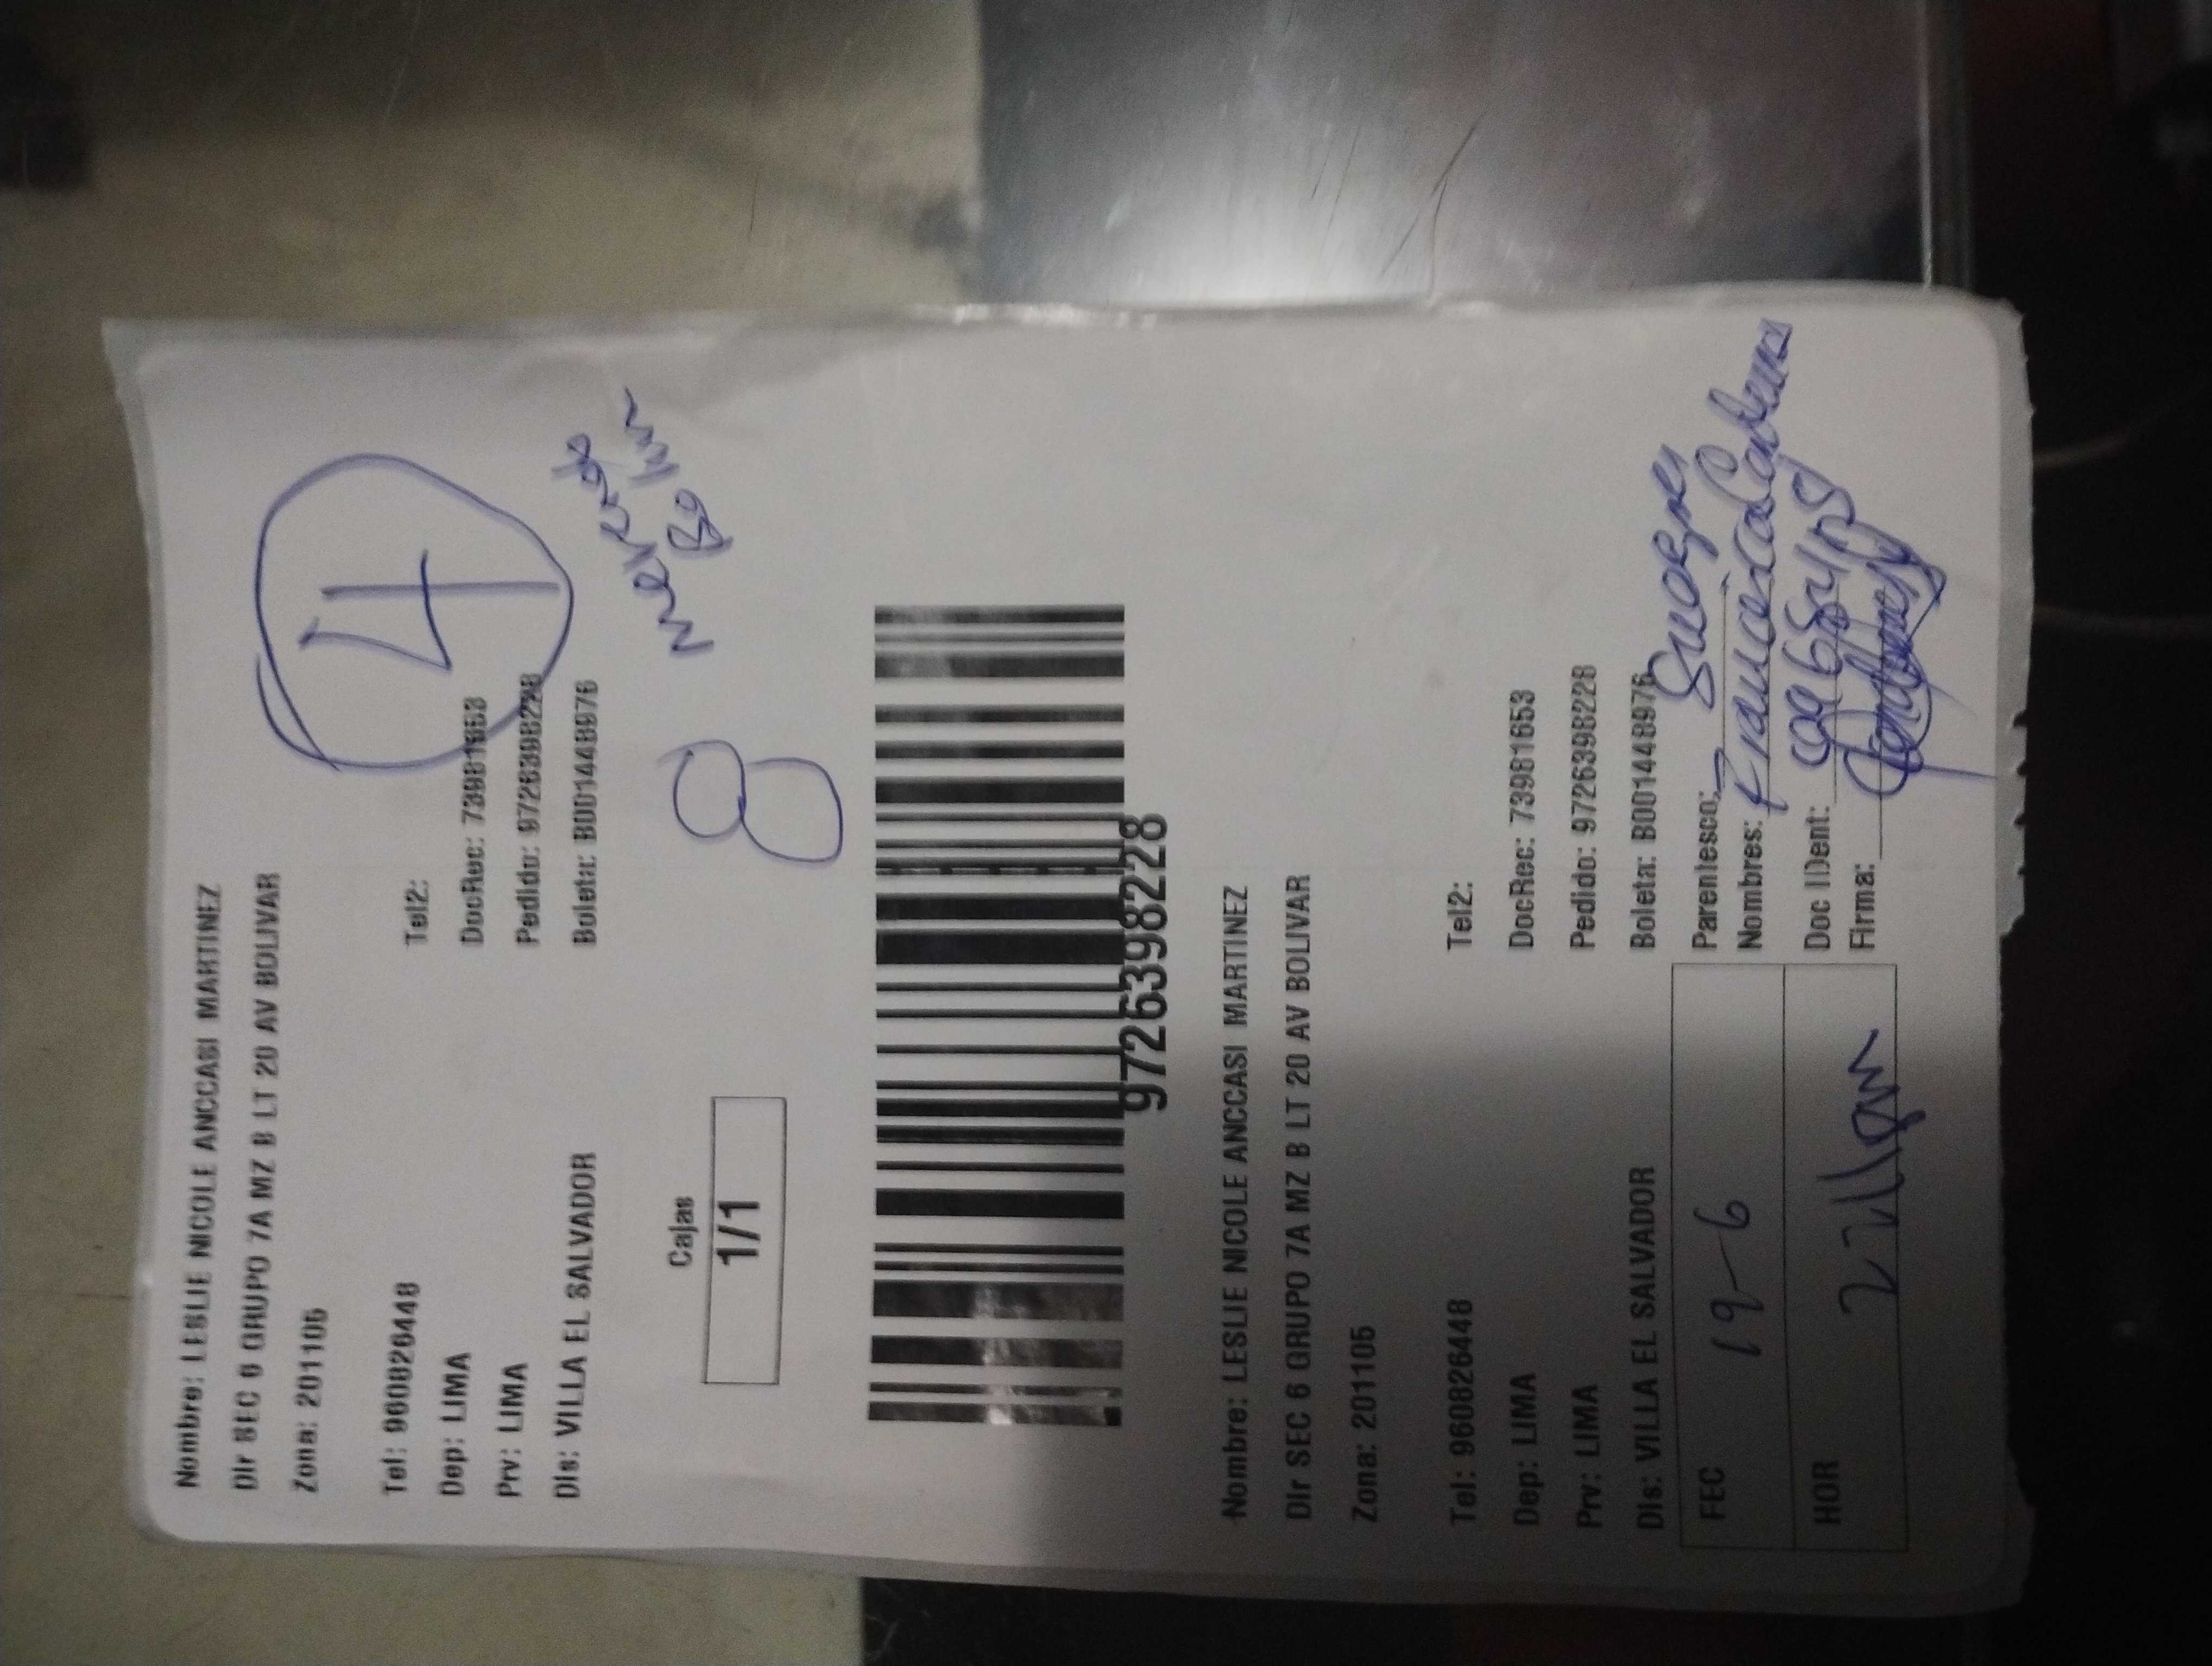 Nombre: LESLIE NICOLE ANCCASI MARTINEZ
Dir SEC 6 GRUPO 7A MZ B LT 20 AV BOLIVAR
Zona: 201105
4
Tel: 960826448 Tel2:
Dep: LIMA DocRec: 73981653
Prv: LIMA Pedido: 9726398228
Dis: VILLA EL SALVADOR Boleta: B001448976
Cajas
1/1
8
9726398228
Nombre: LESLIE NICOLE ANCCASI MARTINEZ
Dir SEC 6 GRUPO 7A MZ B LT 20 AV BOLIVAR
Zona: 201105
Tel: 960826448 Tel2:
Dep: LIMA DocRec: 73981653
Prv: LIMA Pedido: 9726398228
Dis: VILLA EL SALVADOR Boleta: B001448976
FEC 19-6 Parentesco: Suegra
Nombres: Francisca
HOR Doc IDent:
Firma: